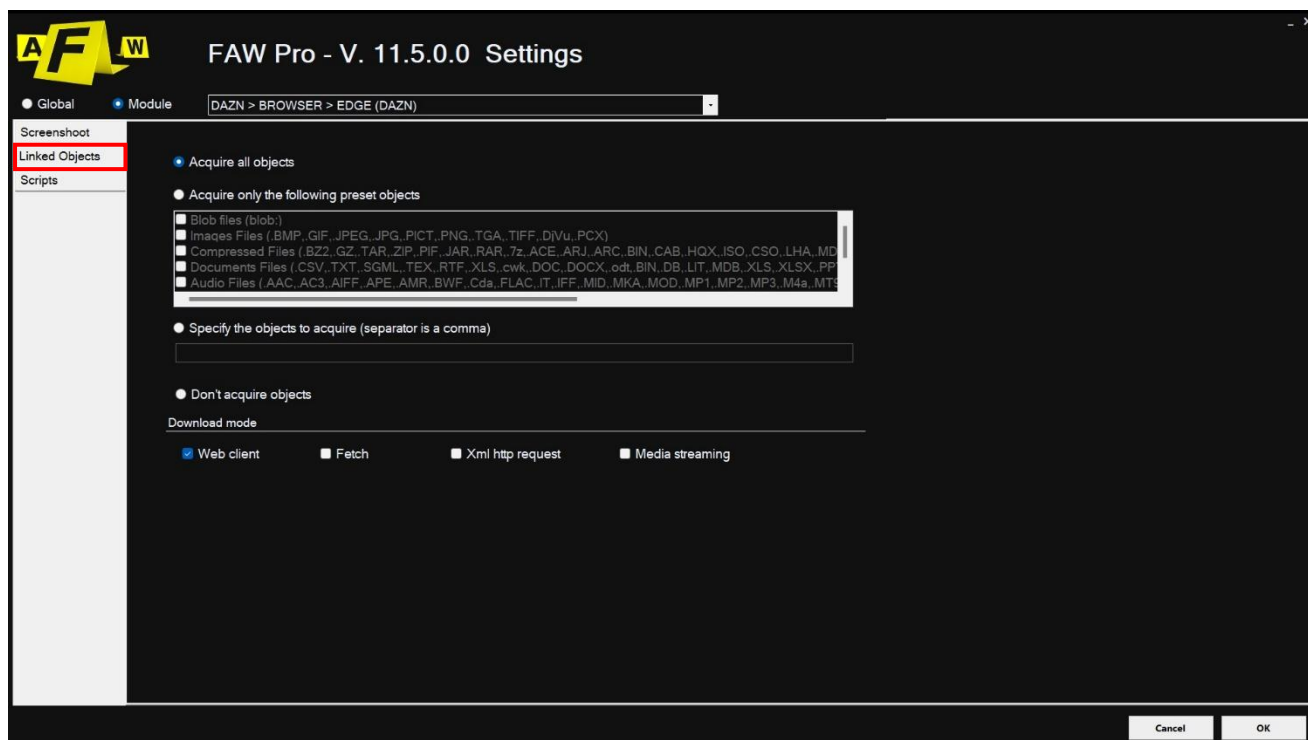 A F W
FAW Pro - V. 11.5.0.0 Settings
Global Module DAZN > BROWSER > EDGE (DAZN)
Screenshoot
Linked Objects
Scripts
Acquire all objects
Acquire only the following preset objects
Blob files (blob:)
Images Files (.BMP,.GIF,.JPEG,.JPG,.PICT,.PNG,.TGA,.TIFF,.DjVu,.PCX)
Compressed Files (.BZ2,.GZ,.TAR,.ZIP,.PIF,.JAR,.RAR,.7z,.ACE,.ARJ,.ARC,.BIN,.CAB,.HQX,.ISO,.CSO,.LHA,.MD
Documents Files (.CSV,.TXT,.SGML,.TEX,.RTF,.XLS,.cwk,.DOC,.DOCX,.odt,.BIN,.DB,.LIT,.MDB,.XLS,.XLSX,.PP
Audio Files (.AAC,.AC3,.AIFF,.APE,.AMR,.BWF,.Cda,.FLAC,.IT,.IFF,.MID,.MKA,.MOD,.MP1,.MP2,.MP3,.M4a,.MT
Specify the objects to acquire (separator is a comma)
Don't acquire objects
Download mode
Web client Fetch Xml http request Media streaming
Cancel OK